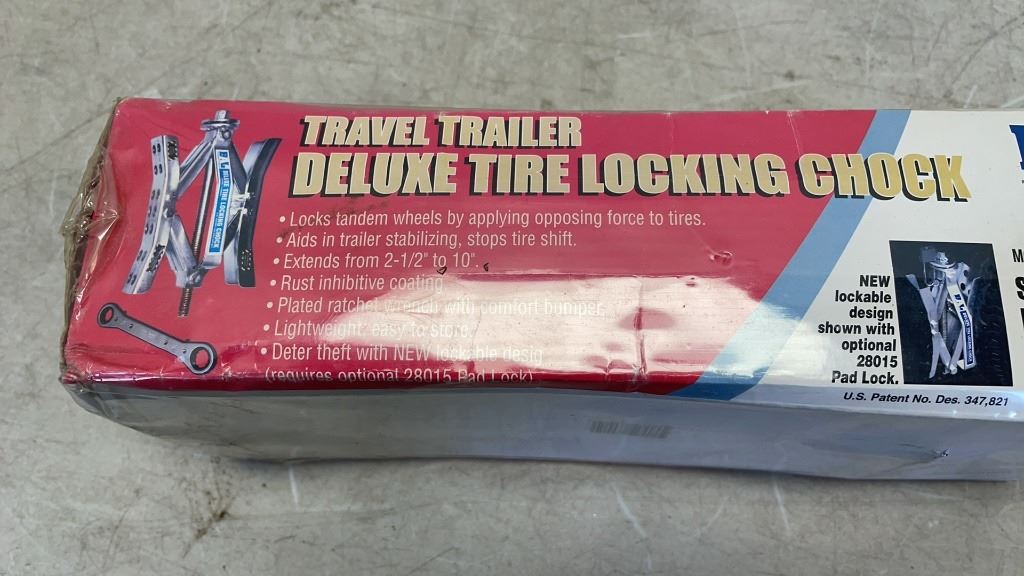 TRAVEL TRAILER
DELUXE TIRE LOCKING CHOCK
• Locks tandem wheels by applying opposing force to tires.
• Aids in trailer stabilizing, stops tire shift.
• Extends from 2-1/2" to 10".
• Rust inhibitive coating
• Plated ratchet wrench with comfort bumper.
• Lightweight, easy to store.
• Deter theft with NEW lockable desig
(requires optional 28015 Pad Lock)
TIRE LOCKING CHOCK
NEW
lockable
design
shown with
optional
28015
Pad Lock.
U.S. Patent No. Des. 347,821